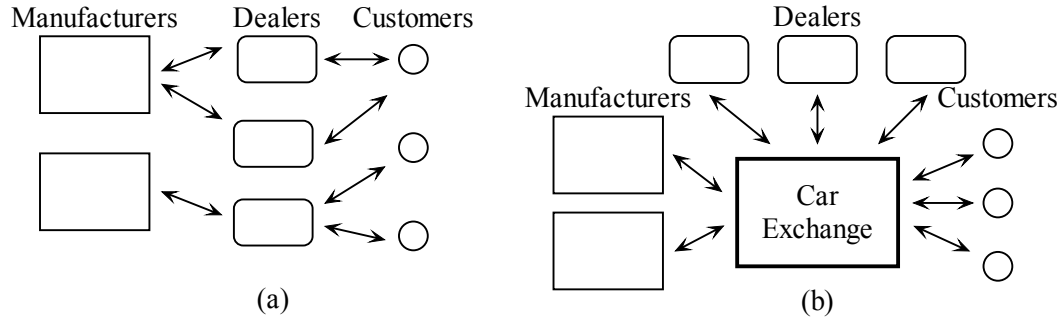 Manufacturers Dealers Customers
(a)
Dealers
Manufacturers
Customers
Car
Exchange
(b)